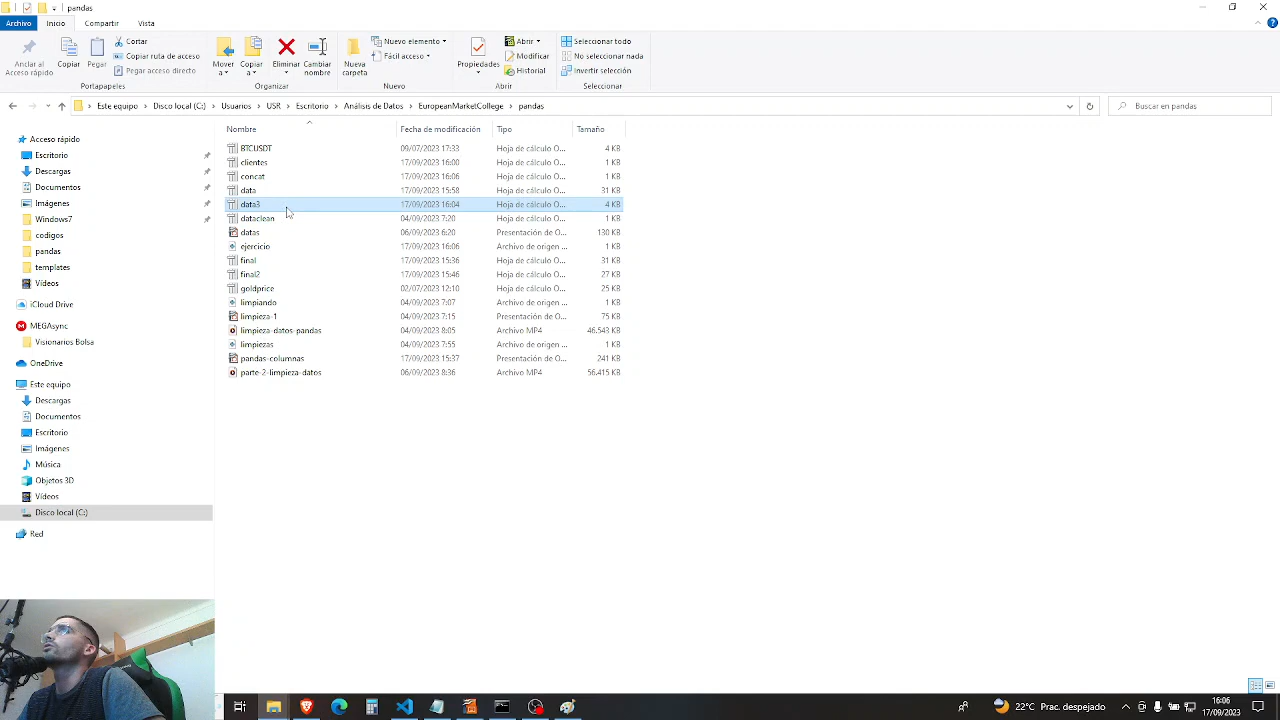 pandas
Archivo Inicio Compartir Vista
Anclar al Acceso rápido
Copiar
Pegar
Cortar
Copiar ruta de acceso
Pegar acceso directo
Portapapeles
Mover a
Copiar a
Eliminar
Cambiar nombre
Organizar
Nueva carpeta
Nuevo elemento
Fácil acceso
Nuevo
Propiedades
Abrir
Modificar
Historial
Abrir
Seleccionar todo
No seleccionar nada
Invertir selección
Seleccionar
Este equipo > Disco local (C:) > Usuarios > USR > Escritorio > Análisis de Datos > EuropeanMarketCollege > pandas
Buscar en pandas
Acceso rápido
Escritorio
Descargas
Documentos
Imágenes
Windows7
codigos
pandas
templates
Vídeos
iCloud Drive
MEGAsync
Visionarios Bolsa
OneDrive
Este equipo
Descargas
Documentos
Escritorio
Imágenes
Música
Objetos 3D
Vídeos
Disco local (C:)
Red
Nombre Fecha de modificación Tipo Tamaño
BTCUSDT 09/07/2023 17:33 Hoja de cálculo O... 4 KB
clientes 17/09/2023 16:00 Hoja de cálculo O... 1 KB
concat 17/09/2023 16:06 Hoja de cálculo O... 1 KB
data 17/09/2023 15:58 Hoja de cálculo O... 31 KB
data3 17/09/2023 16:04 Hoja de cálculo O... 4 KB
dataclean 04/09/2023 7:20 Hoja de cálculo O... 1 KB
datas 06/09/2023 6:20 Presentación de O... 130 KB
ejercicio 17/09/2023 16:06 Archivo de origen ... 1 KB
final 17/09/2023 15:36 Hoja de cálculo O... 31 KB
final2 17/09/2023 15:46 Hoja de cálculo O... 27 KB
goldprice 02/07/2023 12:10 Hoja de cálculo O... 25 KB
limpiando 04/09/2023 7:07 Archivo de origen ... 1 KB
limpieza-1 04/09/2023 7:15 Presentación de O... 75 KB
limpieza-datos-pandas 04/09/2023 8:05 Archivo MP4 46.543 KB
limpiezas 04/09/2023 7:55 Archivo de origen ... 1 KB
pandas-columnas 17/09/2023 15:37 Presentación de O... 241 KB
parte-2-limpieza-datos 06/09/2023 8:36 Archivo MP4 56.415 KB
22°C Prac. despejado
16:06
17/09/2023